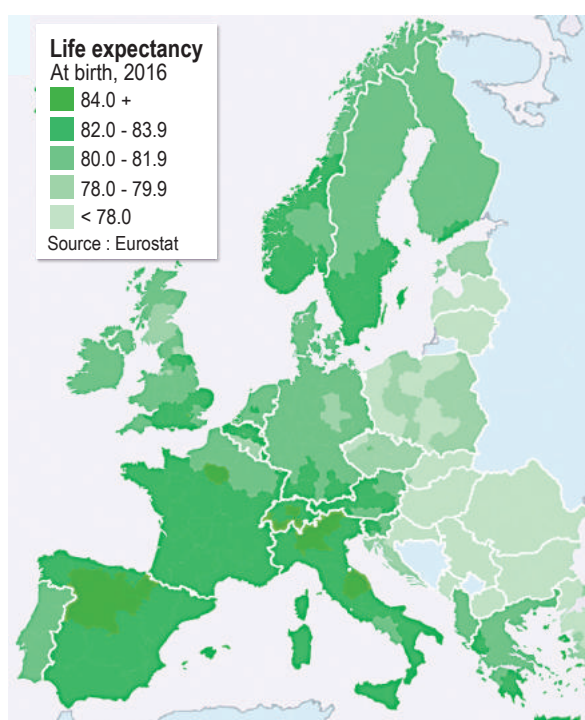 Life expectancy
At birth, 2016
84.0 +
82.0 - 83.9
80.0 - 81.9
78.0 - 79.9
< 78.0
Source : Eurostat